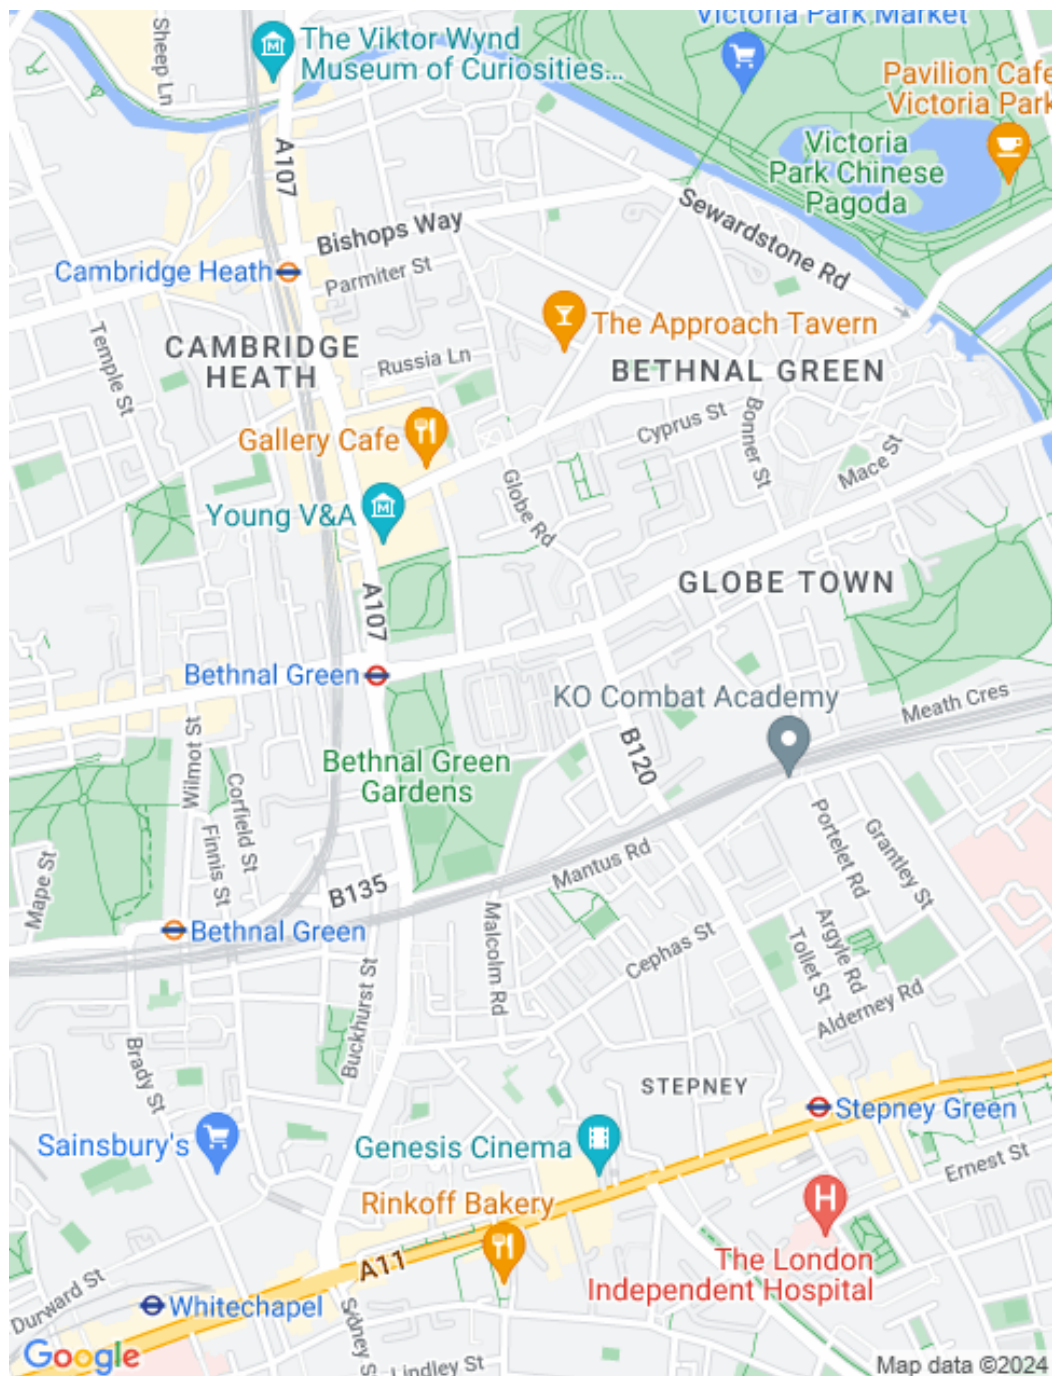 Victoria Park Market
Sheep Ln
The Viktor Wynd
Museum of Curiosities...
Pavilion Cafe
Victoria Park
A107
Victoria
Park Chinese
Pagoda
Bishops Way
Sewardstone Rd
Cambridge Heath
Parmiter St
Temple St
CAMBRIDGE
HEATH
Russia Ln
The Approach Tavern
BETHNAL GREEN
Gallery Cafe
Cyprus St
Bonner St
Mace St
Globe Rd
Young V&A
A107
GLOBE TOWN
Bethnal Green
KO Combat Academy
Meath Cres
Wilmot St
B120
Bethnal Green
Gardens
Corfield St
Finnis St
Portelet Rd
Grantley St
Mape St
B135
Mantus Rd
Bethnal Green
Malcolm Rd
Cephas St
Argyle Rd
Tollet St
Alderney Rd
Buckhurst St
Brady St
STEPNEY
Stepney Green
Sainsbury's
Genesis Cinema
Ernest St
Rinkoff Bakery
A11
The London
Independent Hospital
Durward St
Whitechapel
Sidney S
Lindley St
Google
Map data ©2024